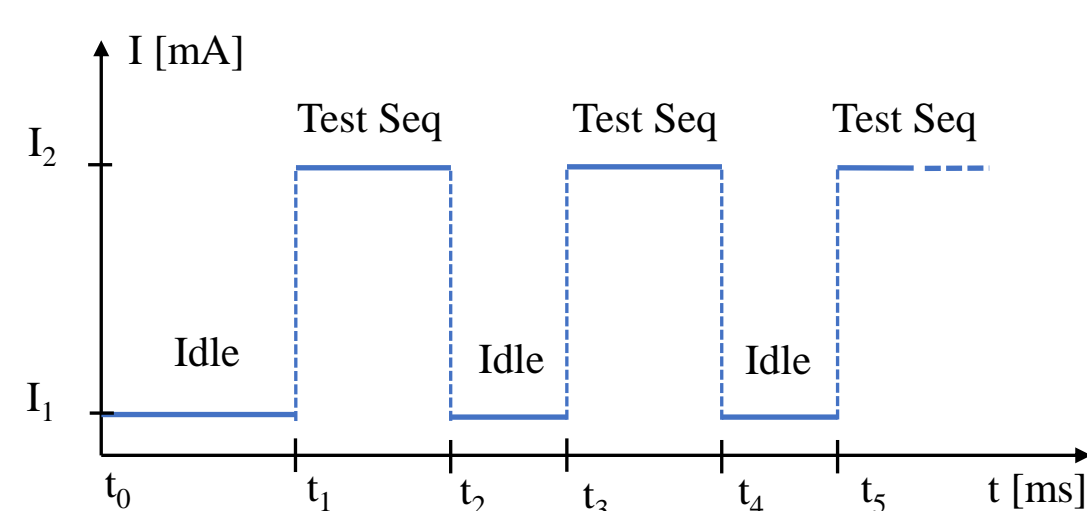 I [mA]
Test Seq Test Seq Test Seq
I₂
Idle Idle Idle
I₁
t₀ t₁ t₂ t₃ t₄ t₅ t [ms]